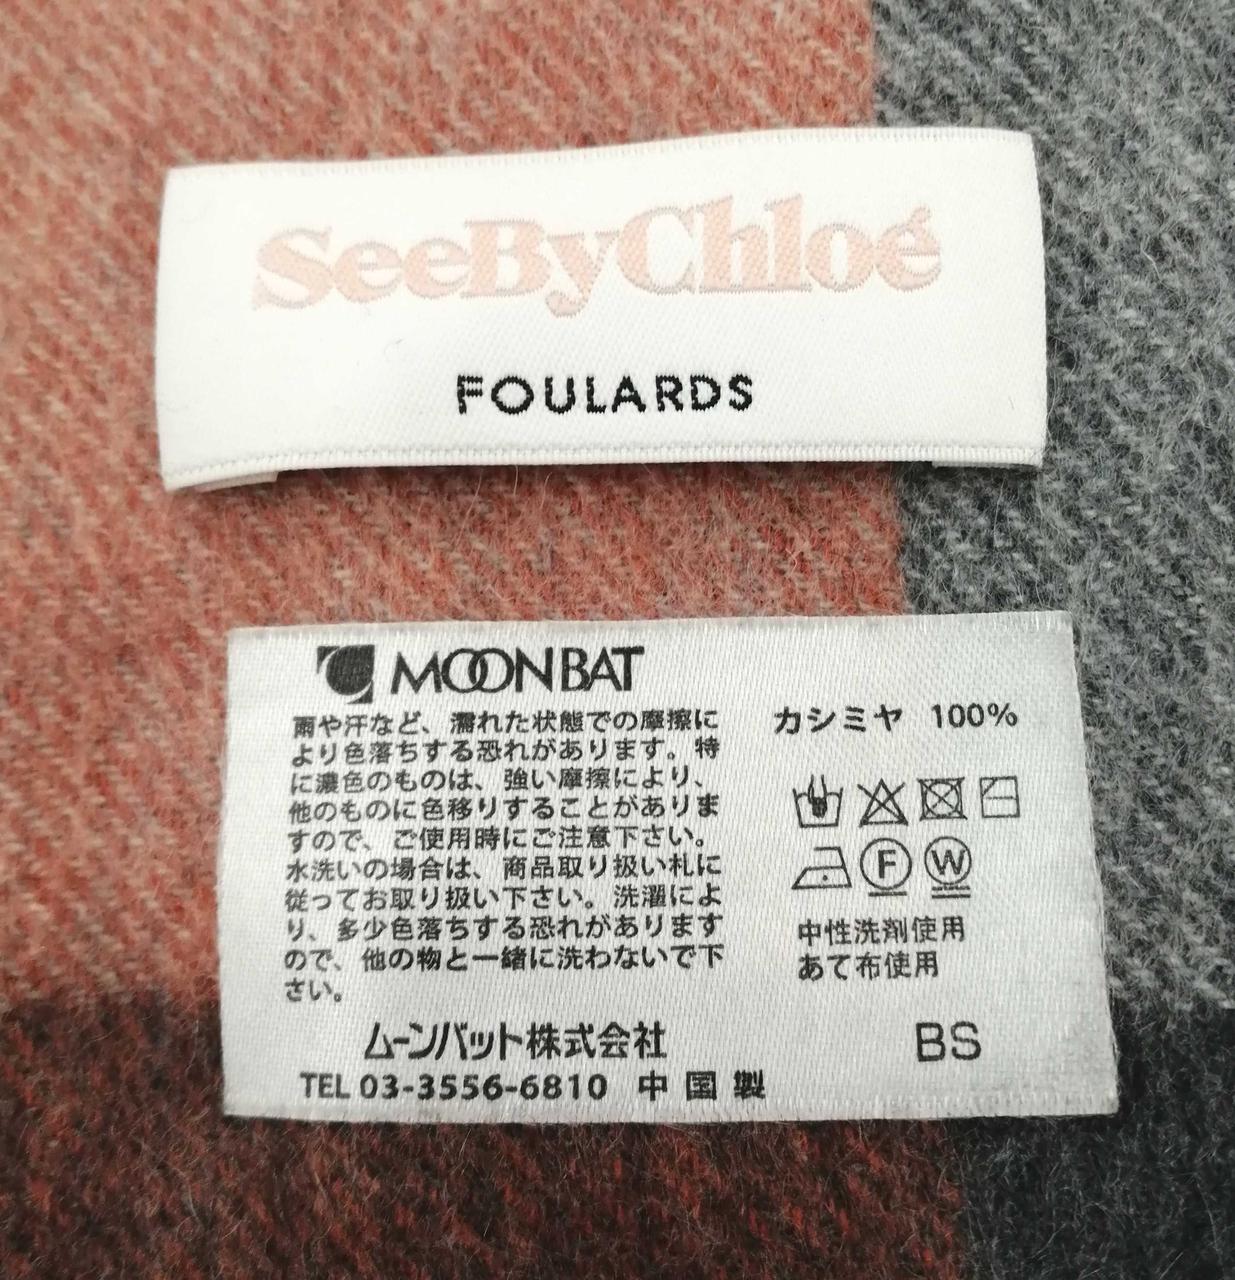 SeeByChloé
FOULARDS
MOONBAT
雨や汗など、濡れた状態での摩擦に
より色落ちする恐れがあります。特
に濃色のものは、強い摩擦により、
他のものに色移りすることがありま
すので、ご使用時にご注意下さい。
水洗いの場合は、商品取り扱い札に
従ってお取り扱い下さい。洗濯によ
り、多少色落ちする恐れがあります
ので、他の物と一緒に洗わないで下
さい。
ムーンバット株式会社
TEL 03-3556-6810 中国製
カシミヤ 100%
F W
中性洗剤使用
あて布使用
BS